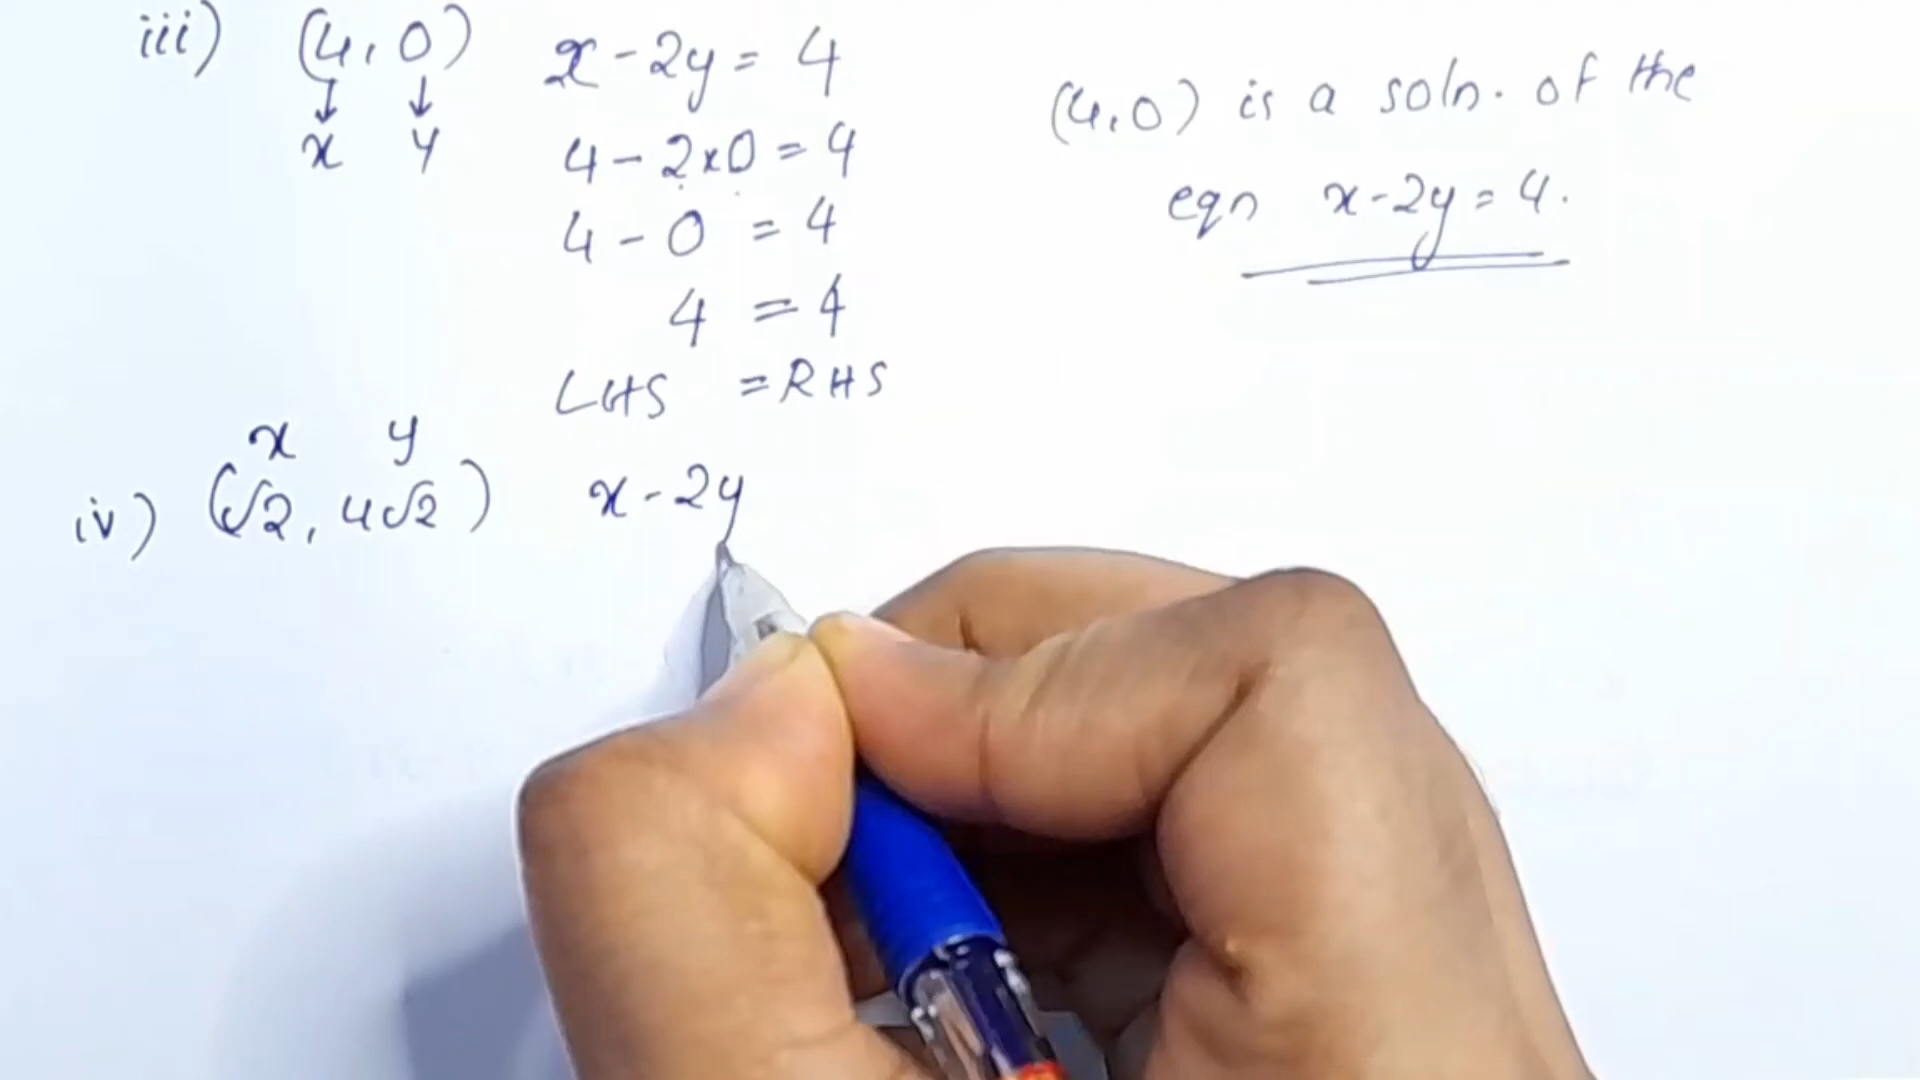 iii) (4, 0) x - 2y = 4
↓ ↓
x y
4 - 2×0 = 4
4 - 0 = 4
4 = 4
LHS = RHS
(4,0) is a soln. of the
eqn x - 2y = 4.
x y
iv) (√2, 4√2) x - 2y